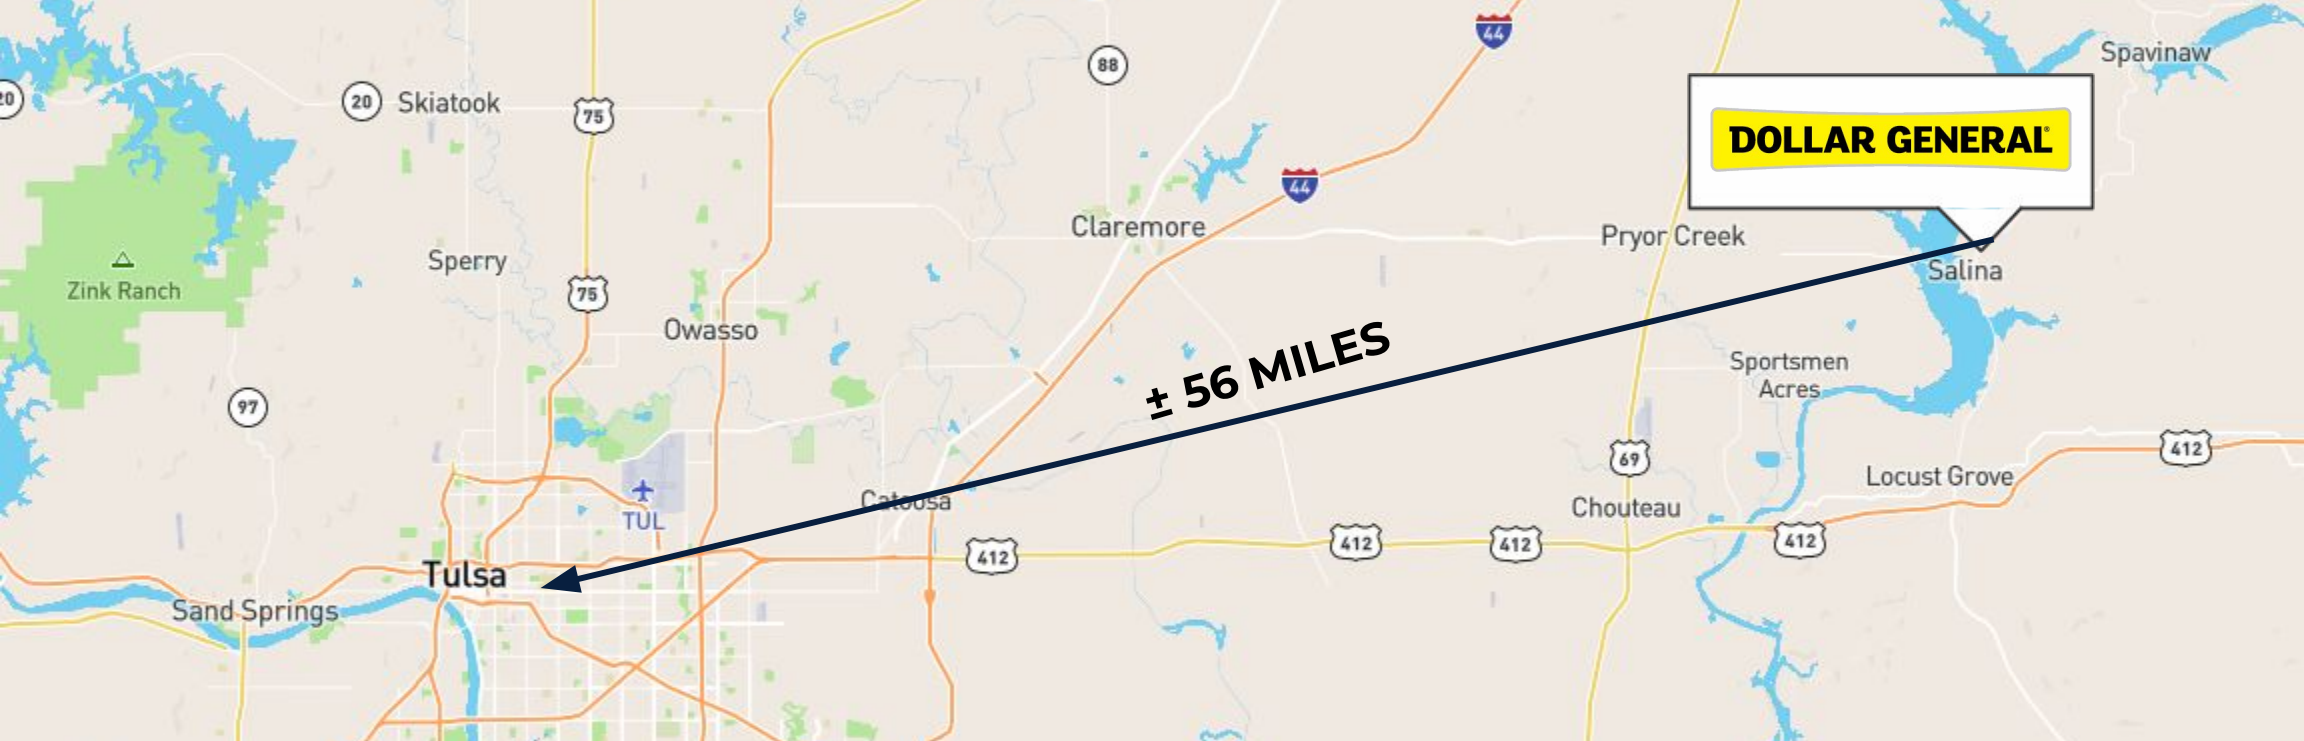 44
Spavinaw
88
20
20
Skiatook
75
DOLLAR GENERAL
44
Claremore
Pryor Creek
Sperry
Zink Ranch
75
Salina
Owasso
± 56 MILES
Sportsmen
Acres
97
412
69
Locust Grove
TUL
Catoosa
Chouteau
412
412
412
412
Tulsa
Sand Springs